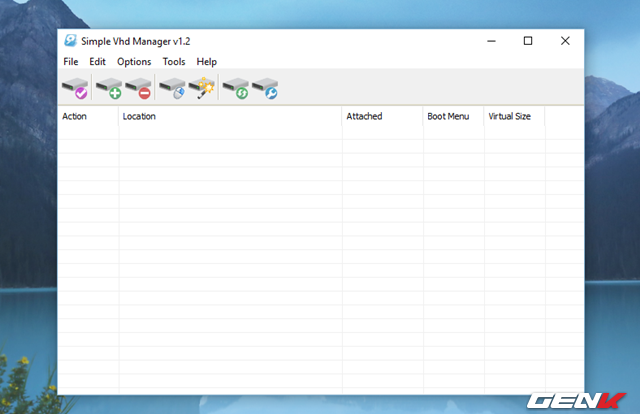 Simple Vhd Manager v1.2
File Edit Options Tools Help
Action Location Attached Boot Menu Virtual Size
GENK